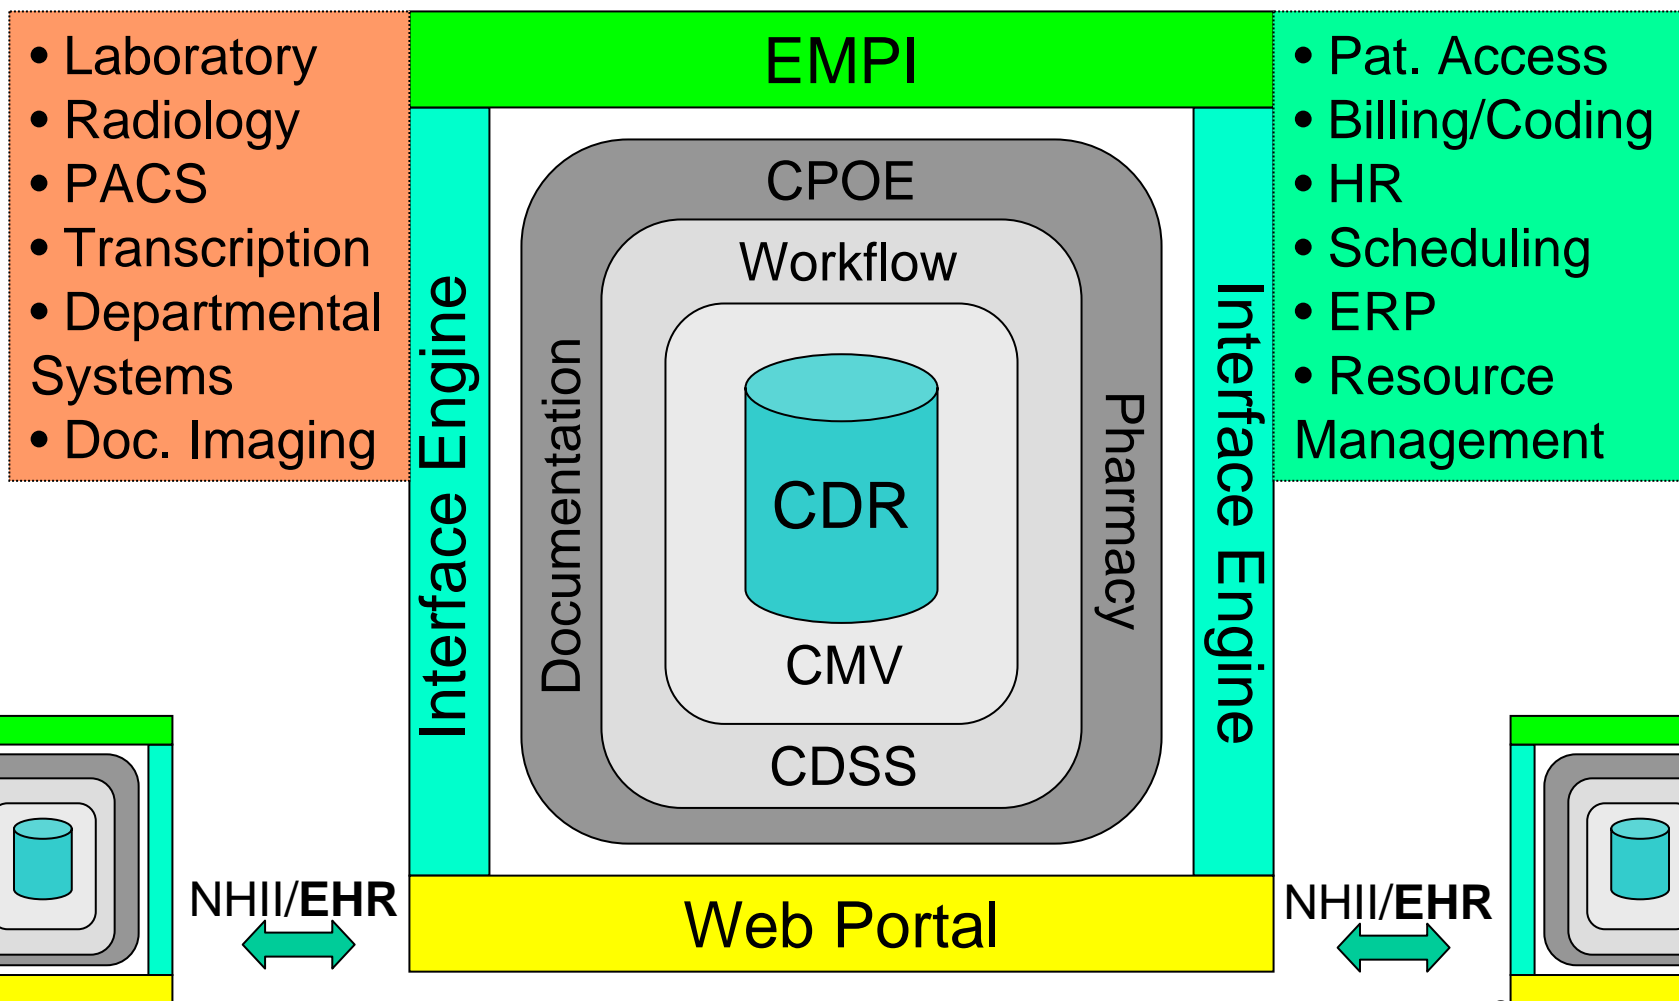 • Laboratory
• Radiology
• PACS
• Transcription
• Departmental
Systems
• Doc. Imaging
EMPI
• Pat. Access
• Billing/Coding
• HR
• Scheduling
• ERP
• Resource
Management
Interface Engine
CPOE
Workflow
Documentation
CDR
Pharmacy
CMV
CDSS
Interface Engine
NHII/EHR
Web Portal
NHII/EHR